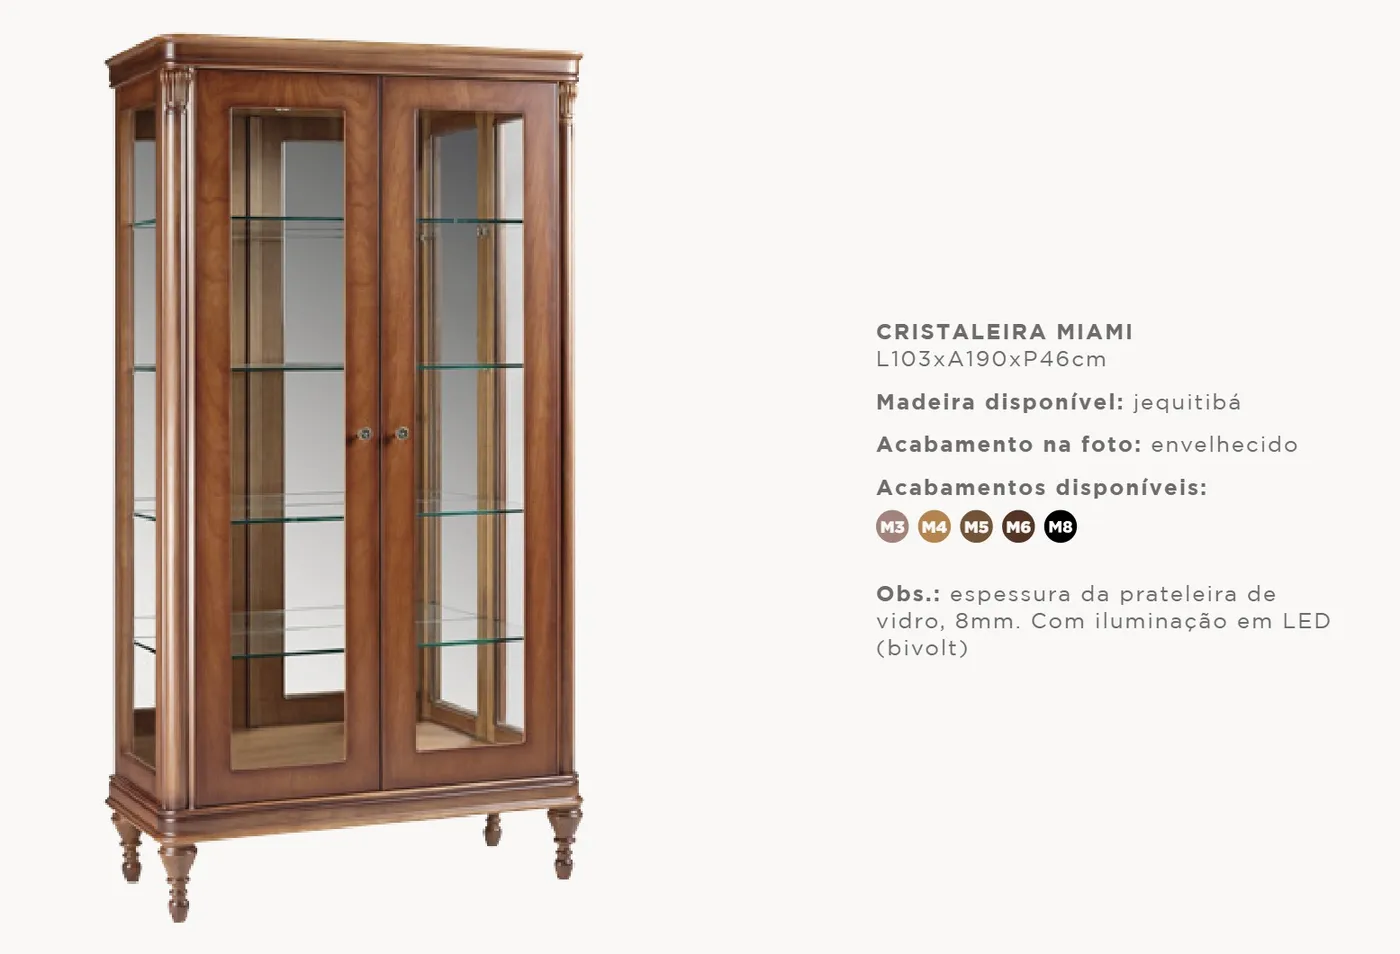 CRISTALEIRA MIAMI
L103xA190xP46cm
Madeira disponível: jequitibá
Acabamento na foto: envelhecido
Acabamentos disponíveis:
M3 M4 M5 M6 M8
Obs.: espessura da prateleira de
vidro, 8mm. Com iluminação em LED
(bivolt)